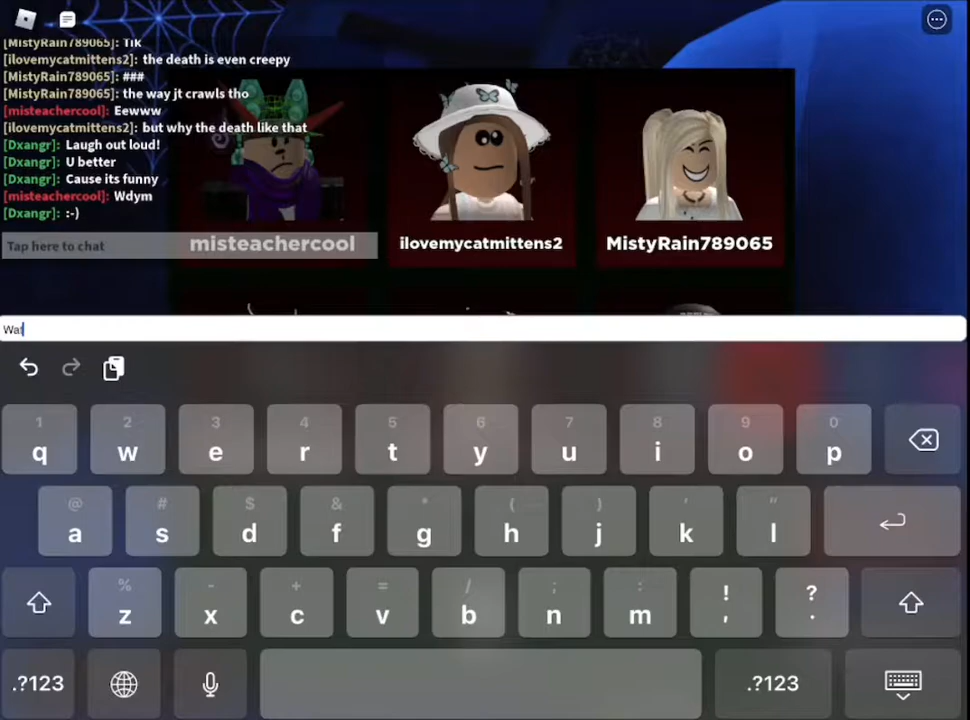 [MistyRain789065]: TIK
[ilovemycatmittens2]: the death is even creepy
[MistyRain789065]: ###
[MistyRain789065]: the way jt crawls tho
[misteachercool]: Eewww
[ilovemycatmittens2]: but why the death like that
[Dxangr]: Laugh out loud!
[Dxangr]: U better
[Dxangr]: Cause its funny
[misteachercool]: Wdym
[Dxangr]: :-)
Tap here to chat
misteachercool ilovemycatmittens2 MistyRain789065
Wat
1 2 3 4 5 6 7 8 9 0
q w e r t y u i o p
@ # $ & * ( ) ' "
a s d f g h j k l
% - + = / ; : ! ?
z x c v b n m , .
.?123 .?123